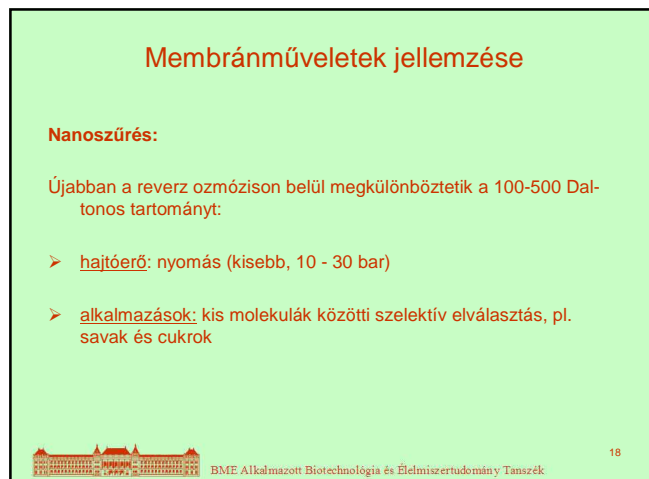 Membránműveletek jellemzése
Nanoszűrés:
Újabban a reverz ozmózison belül megkülönböztetik a 100-500 Dal-
tonos tartományt:
➢ hajtóerő: nyomás (kisebb, 10 - 30 bar)
➢ alkalmazások: kis molekulák közötti szelektív elválasztás, pl.
savak és cukrok
BME Alkalmazott Biotechnológia és Élelmiszertudomány Tanszék
18